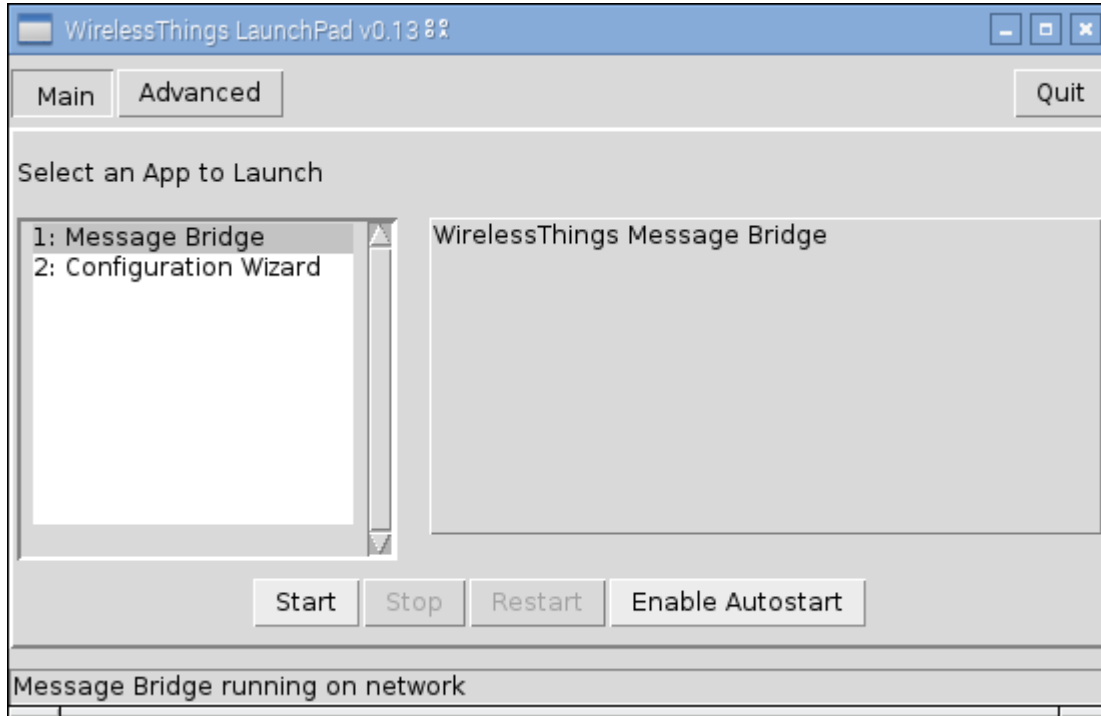 WirelessThings LaunchPad v0.13
Main Advanced Quit
Select an App to Launch
1: Message Bridge
2: Configuration Wizard
WirelessThings Message Bridge
Start Stop Restart Enable Autostart
Message Bridge running on network